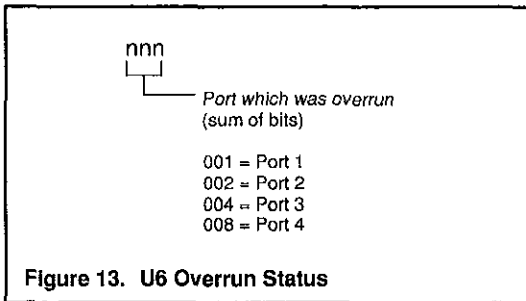 nnn
Port which was overrun
(sum of bits)
001 = Port 1
002 = Port 2
004 = Port 3
008 = Port 4
Figure 13. U6 Overrun Status